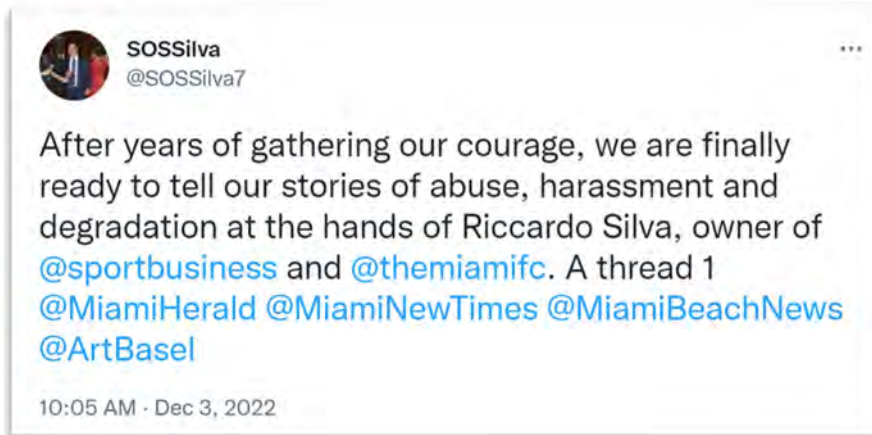 SOSSilva
@SOSSilva7
After years of gathering our courage, we are finally
ready to tell our stories of abuse, harassment and
degradation at the hands of Riccardo Silva, owner of
@sportbusiness and @themiamifc. A thread 1
@MiamiHerald @MiamiNewTimes @MiamiBeachNews
@ArtBasel
10:05 AM · Dec 3, 2022